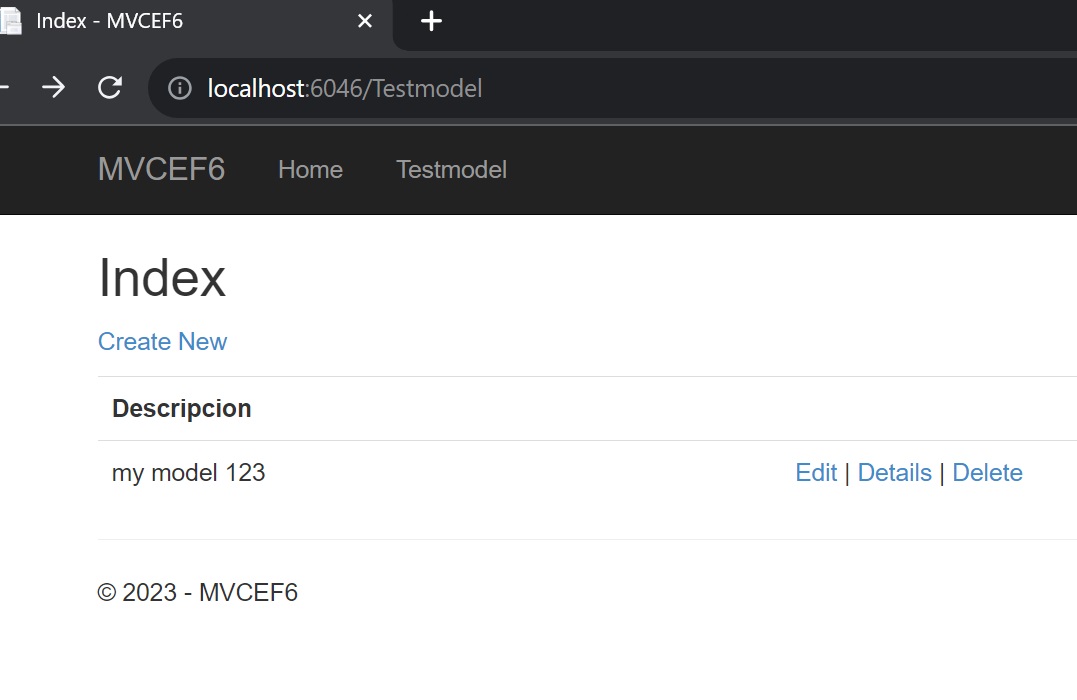 Index - MVCEF6
localhost:6046/Testmodel
MVCEF6 Home Testmodel
Index
Create New
Descripcion
my model 123 Edit | Details | Delete
© 2023 - MVCEF6